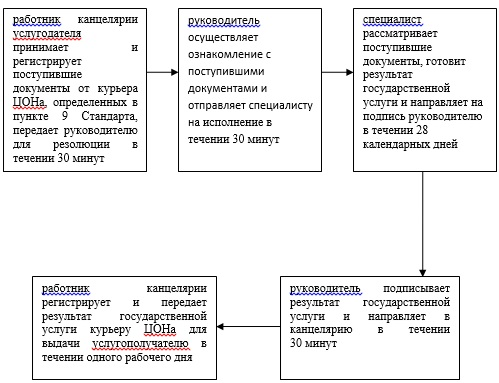 работник канцелярии
услугодателя
принимает и
регистрирует
поступившие
документы от курьера
ЦОНа, определенных в
пункте 9 Стандарта,
передает руководителю
для резолюции в
течении 30 минут
руководитель
осуществляет
ознакомление с
поступившими
документами и
отправляет специалисту
на исполнение в
течении 30 минут
специалист
рассматривает
поступившие
документы, готовит
результат
государственной
услуги и направляет на
подпись руководителю
в течении 28
календарных дней
руководитель подписывает
результат государственной
услуги и направляет в
канцелярию в течении
30 минут
работник канцелярии
регистрирует и передает
результат государственной
услуги курьеру ЦОНа для
выдачи услугополучателю в
течении одного рабочего дня